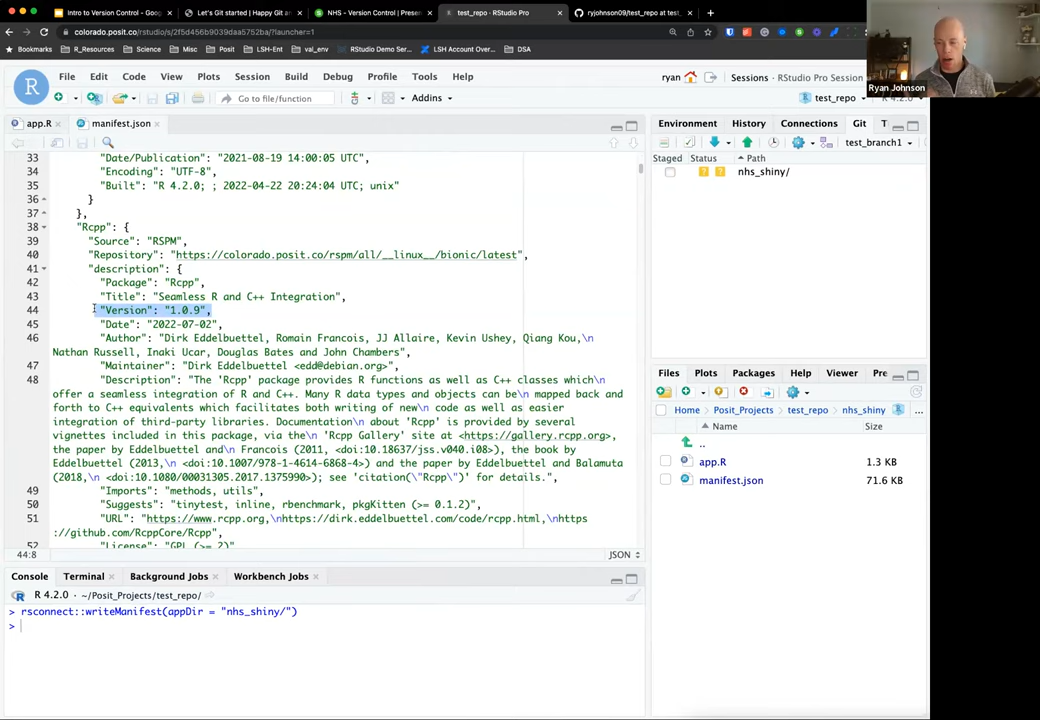 Intro to Version Control - Goo
Let's Git started | Happy Git an
NHS - Version Control | Presen
test_repo - RStudio Pro
ryjohnson09/test_repo at test_
colorado.posit.co/rstudio/s/2f5d456b9039daa5752ba/?launcher=1
Bookmarks R_Resources Science Misc Posit LSH-Ent val_env RStudio Demo Ser... LSH Account Over... DSA
Ryan Johnson
File Edit Code View Plots Session Build Debug Profile Tools Help
ryan Sessions RStudio Pro Session
Go to file/function Addins test_repo R 4.2.0
app.R manifest.json
33 "Date/Publication": "2021-08-19 14:00:05 UTC",
34 "Encoding": "UTF-8",
35 "Built": "R 4.2.0; ; 2022-04-22 20:24:04 UTC; unix"
36 }
37 },
38 "Rcpp": {
39 "Source": "RSPM",
40 "Repository": "https://colorado.posit.co/rspm/all/__linux__/bionic/latest",
41 "description": {
42 "Package": "Rcpp",
43 "Title": "Seamless R and C++ Integration",
44 "Version": "1.0.9",
45 "Date": "2022-07-02",
46 "Author": "Dirk Eddelbuettel, Romain Francois, JJ Allaire, Kevin Ushey, Qiang Kou,\n
Nathan Russell, Inaki Ucar, Douglas Bates and John Chambers",
47 "Maintainer": "Dirk Eddelbuettel <edd@debian.org>",
48 "Description": "The 'Rcpp' package provides R functions as well as C++ classes which\n
offer a seamless integration of R and C++. Many R data types and objects can be\n mapped back and
forth to C++ equivalents which facilitates both writing of new\n code as well as easier
integration of third-party libraries. Documentation\n about 'Rcpp' is provided by several
vignettes included in this package, via the\n 'Rcpp Gallery' site at <https://gallery.rcpp.org>,
the paper by Eddelbuettel and\n Francois (2011, <doi:10.18637/jss.v040.i08>), the book by
Eddelbuettel (2013,\n <doi:10.1007/978-1-4614-6868-4>) and the paper by Eddelbuettel and Balamuta
(2018,\n <doi:10.1080/00031305.2017.1375990>); see 'citation(\"Rcpp\")' for details.",
49 "Imports": "methods, utils",
50 "Suggests": "tinytest, inline, rbenchmark, pkgKitten (>= 0.1.2)",
51 "URL": "https://www.rcpp.org,\nhttps://dirk.eddelbuettel.com/code/rcpp.html,\nhttps
://github.com/RcppCore/Rcpp",
52 "License": "GPL (>= 2)"
44:8 JSON
Console Terminal Background Jobs Workbench Jobs
R 4.2.0 · ~/Posit_Projects/test_repo/
> rsconnect::writeManifest(appDir = "nhs_shiny/")
>
Environment History Connections Git T
test_branch1
Staged Status Path
nhs_shiny/
Files Plots Packages Help Viewer Pre
Home Posit_Projects test_repo nhs_shiny ...
Name Size
..
app.R 1.3 KB
manifest.json 71.6 KB